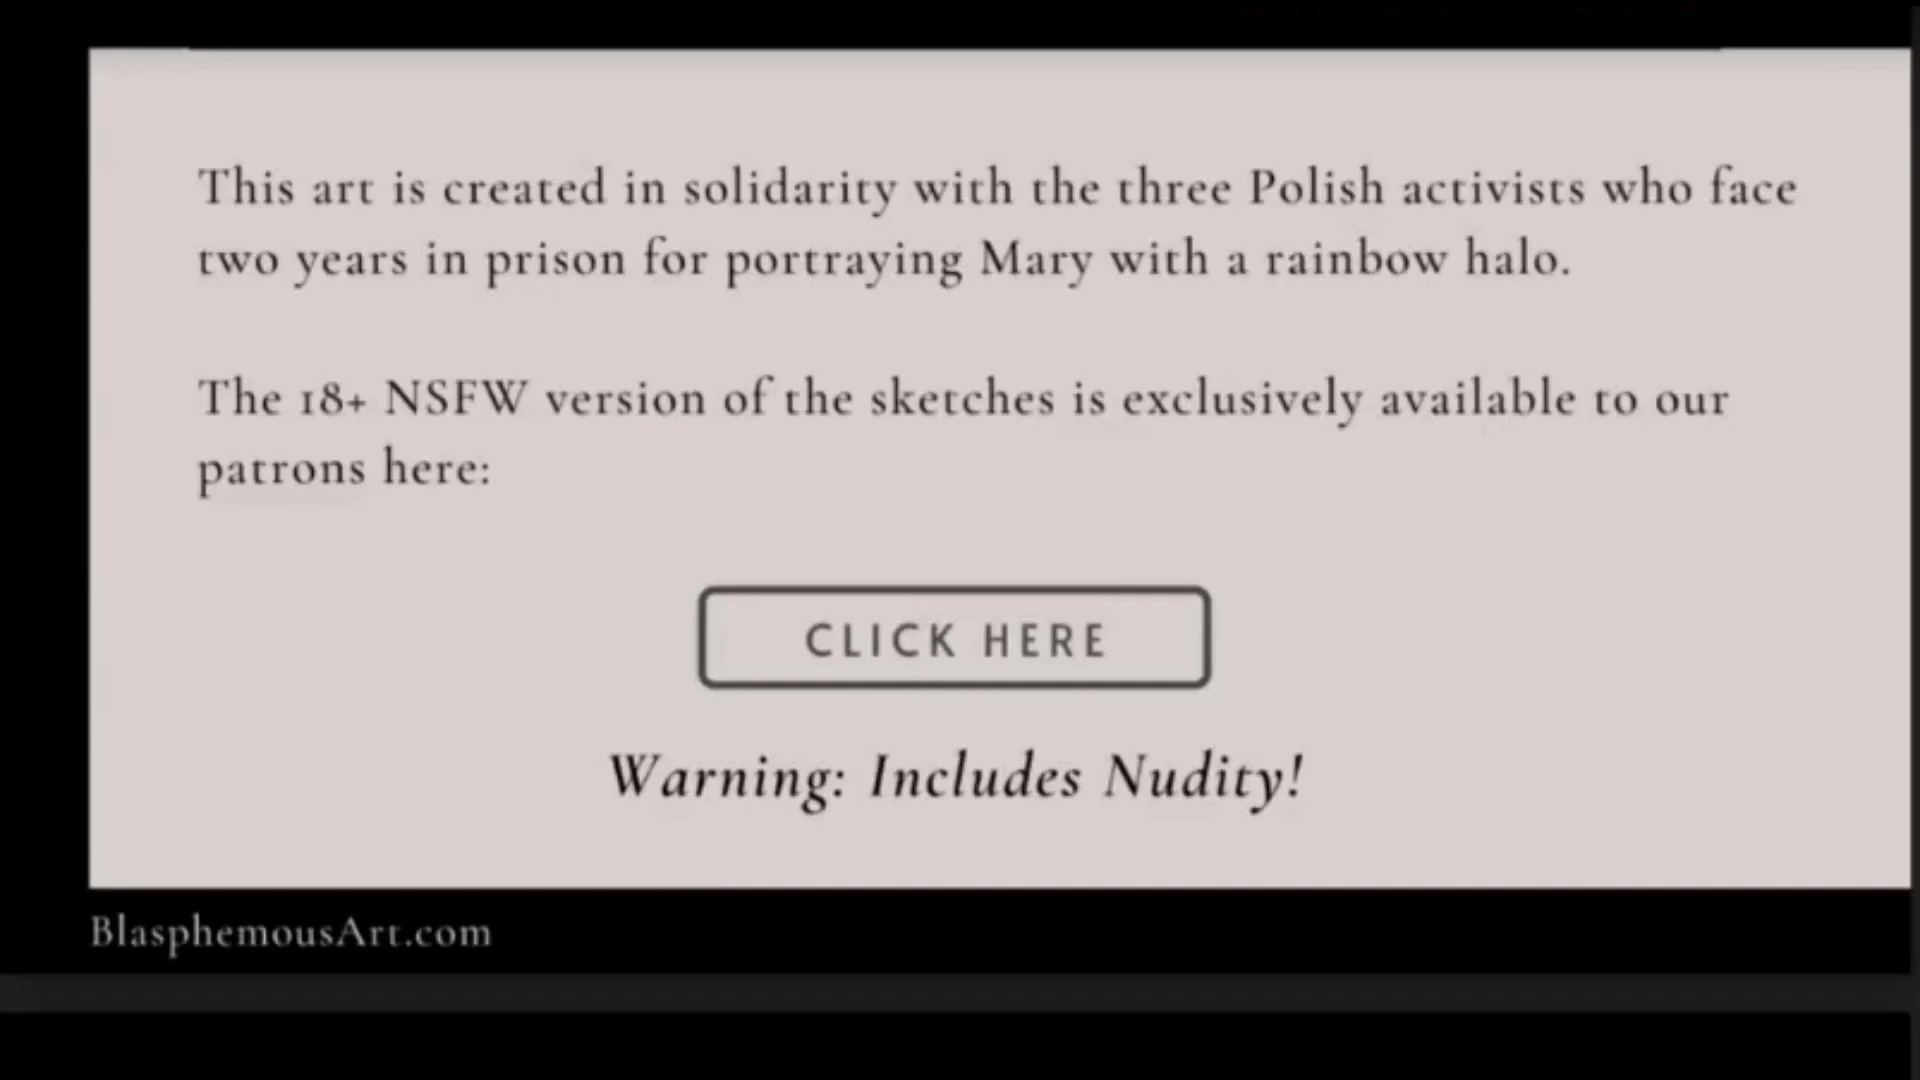 This art is created in solidarity with the three Polish activists who face
two years in prison for portraying Mary with a rainbow halo.
The 18+ NSFW version of the sketches is exclusively available to our
patrons here:
CLICK HERE
Warning: Includes Nudity!
BlasphemousArt.com